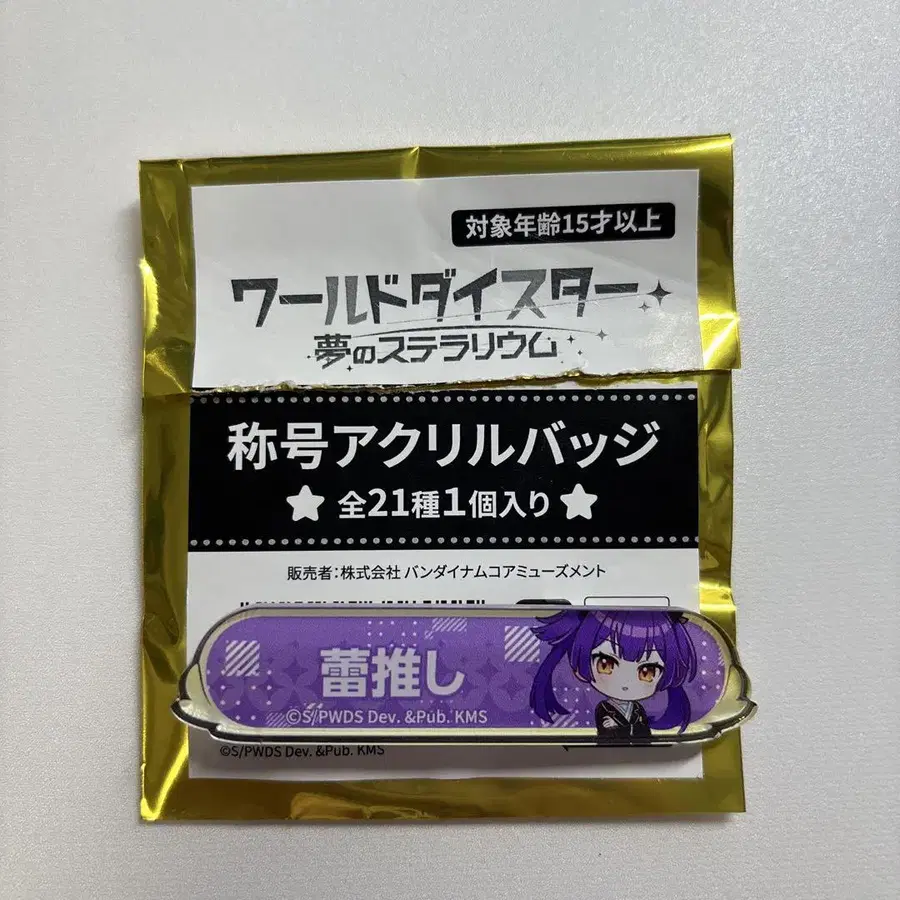 対象年齢15才以上
ワールドダイスター
夢のステラリウム
称号アクリルバッジ
★ 全21種1個入り ★
販売者:株式会社 バンダイナムコアミューズメント
蕾推し
©S/PWDS Dev. &Pub. KMS
©S/PWDS Dev. &Pub. KMS